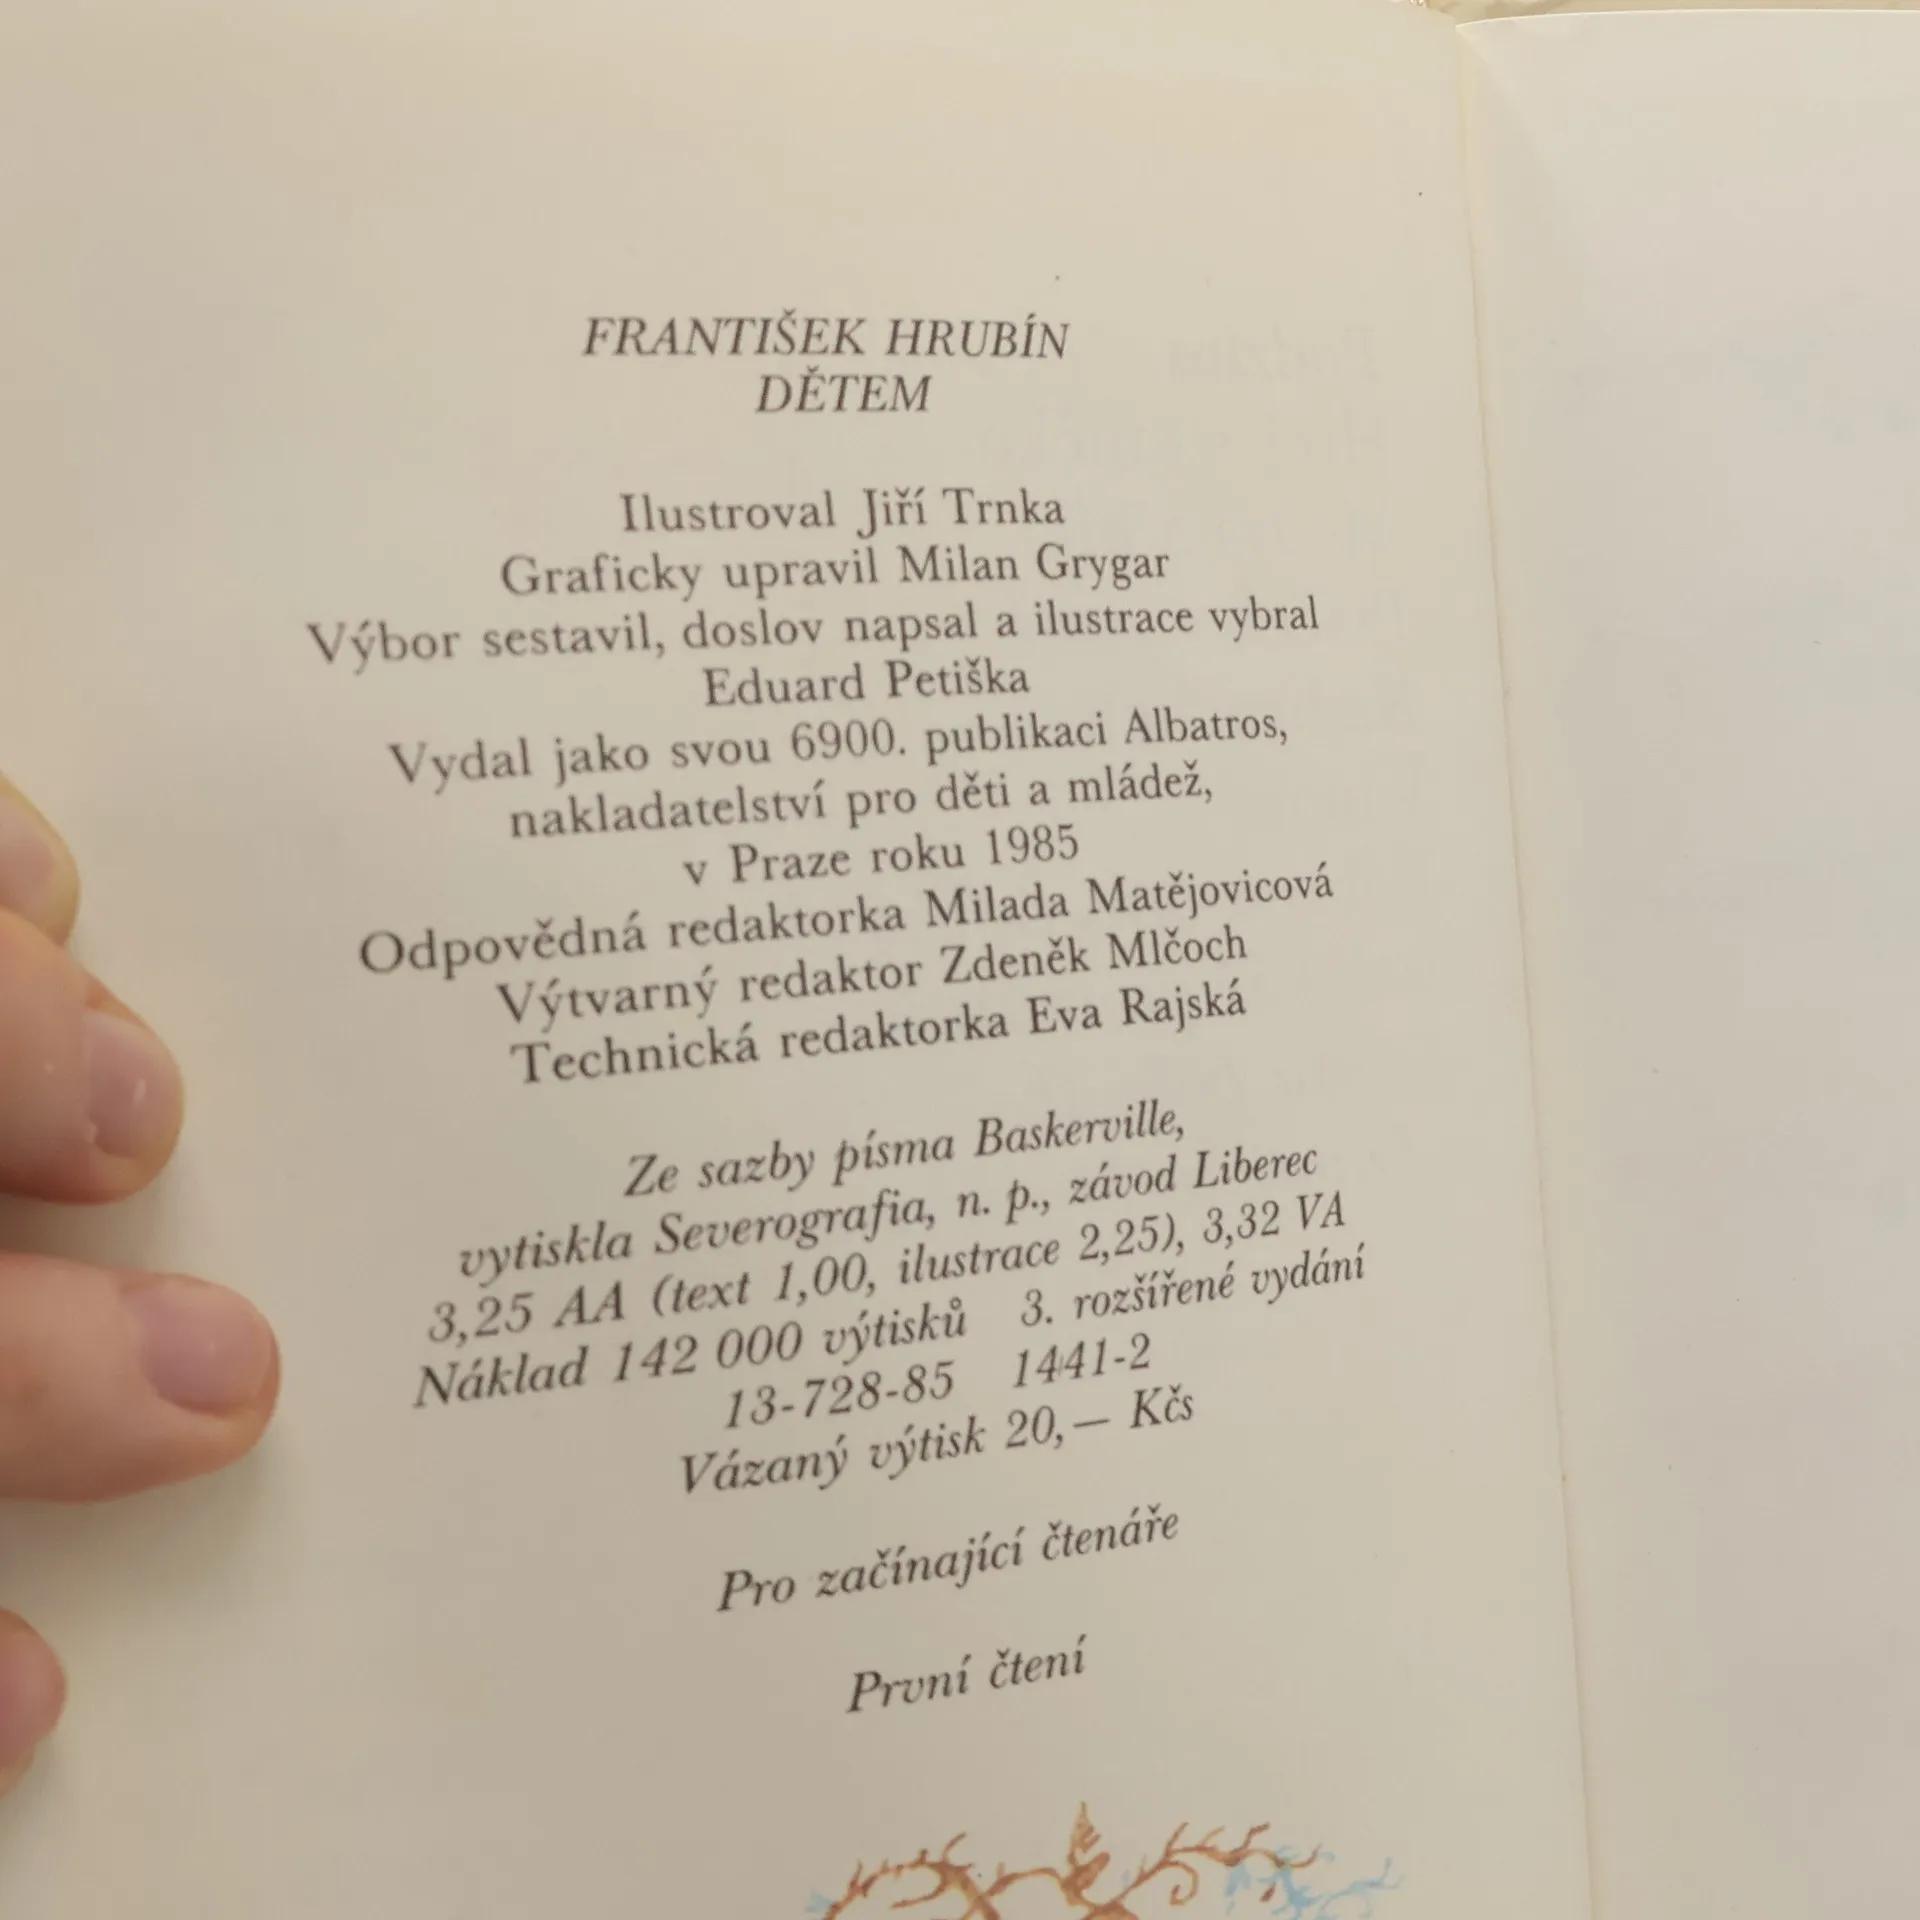 FRANTIŠEK HRUBÍN
DĚTEM
Ilustroval Jiří Trnka
Graficky upravil Milan Grygar
Výbor sestavil, doslov napsal a ilustrace vybral
Eduard Petiška
Vydal jako svou 6900. publikaci Albatros,
nakladatelství pro děti a mládež,
v Praze roku 1985
Odpovědná redaktorka Milada Matějovicová
Výtvarný redaktor Zdeněk Mlčoch
Technická redaktorka Eva Rajská
Ze sazby písma Baskerville,
vytiskla Severografia, n. p., závod Liberec
3,25 AA (text 1,00, ilustrace 2,25), 3,32 VA
Náklad 142 000 výtisků 3. rozšířené vydání
13-728-85 1441-2
Vázaný výtisk 20,— Kčs
Pro začínající čtenáře
První čtení